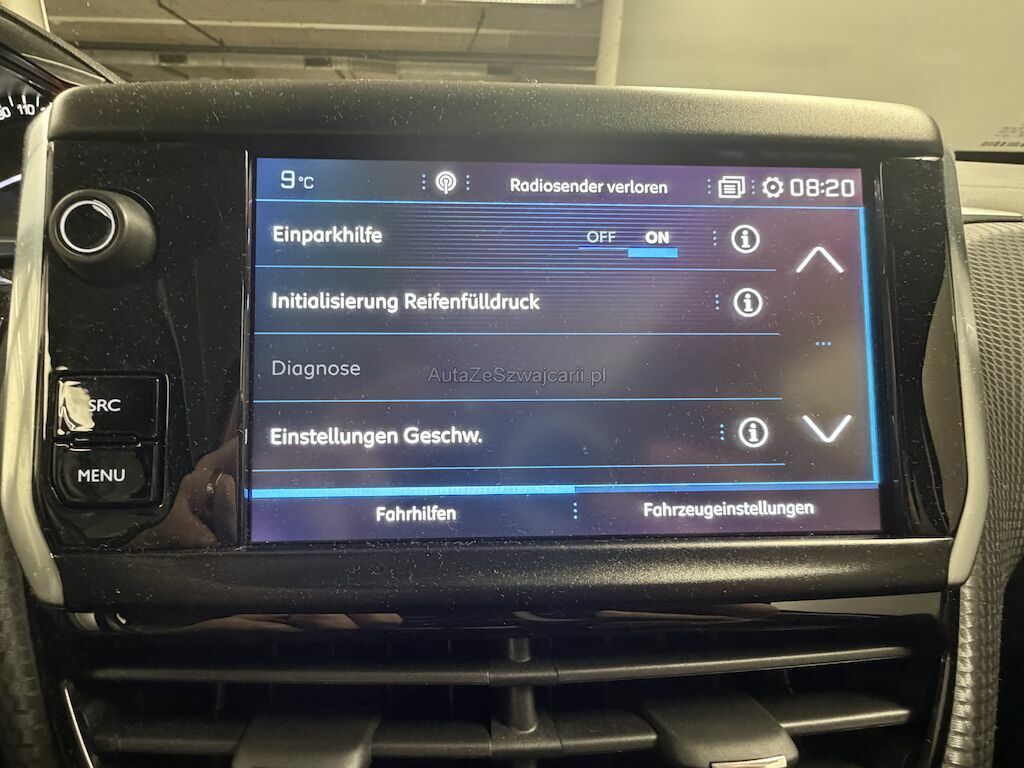 110
9°C
Radiosender verloren
08:20
Einparkhilfe
OFF ON
Initialisierung Reifenfülldruck
Diagnose
AutaZeSzwajcarii.pl
SRC
Einstellungen Geschw.
MENU
Fahrhilfen
Fahrzeugeinstellungen